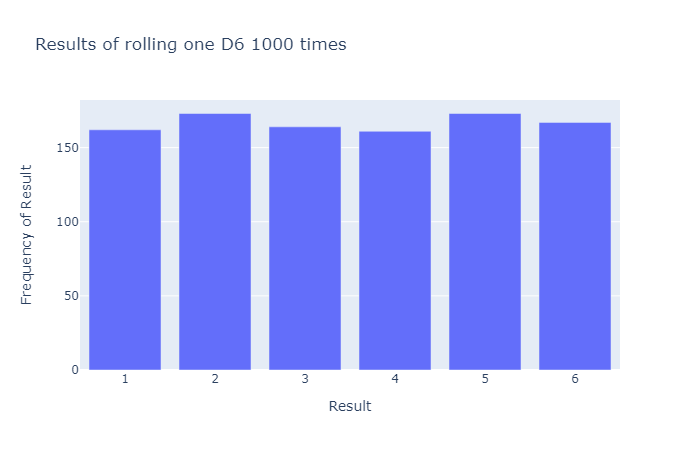 Results of rolling one D6 1000 times
Frequency of Result
150
100
50
0
1 2 3 4 5 6
Result